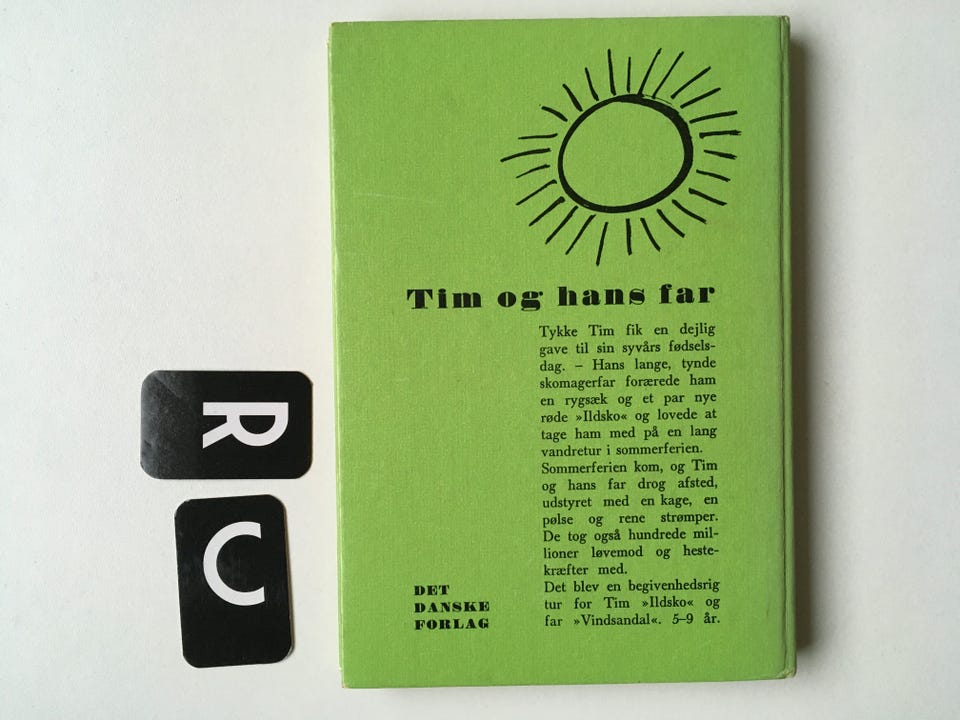 R
C
Tim og hans far
Tykke Tim fik en dejlig
gave til sin syvårs fødsels-
dag. – Hans lange, tynde
skomagerfar forærede ham
en rygsæk og et par nye
røde »Ildsko« og lovede at
tage ham med på en lang
vandretur i sommerferien.
Sommerferien kom, og Tim
og hans far drog afsted,
udstyret med en kage, en
pølse og rene strømper.
De tog også hundrede mil-
lioner løvemod og heste-
kræfter med.
Det blev en begivenhedsrig
tur for Tim »Ildsko« og
far »Vindsandal«. 5–9 år.
DET
DANSKE
FORLAG